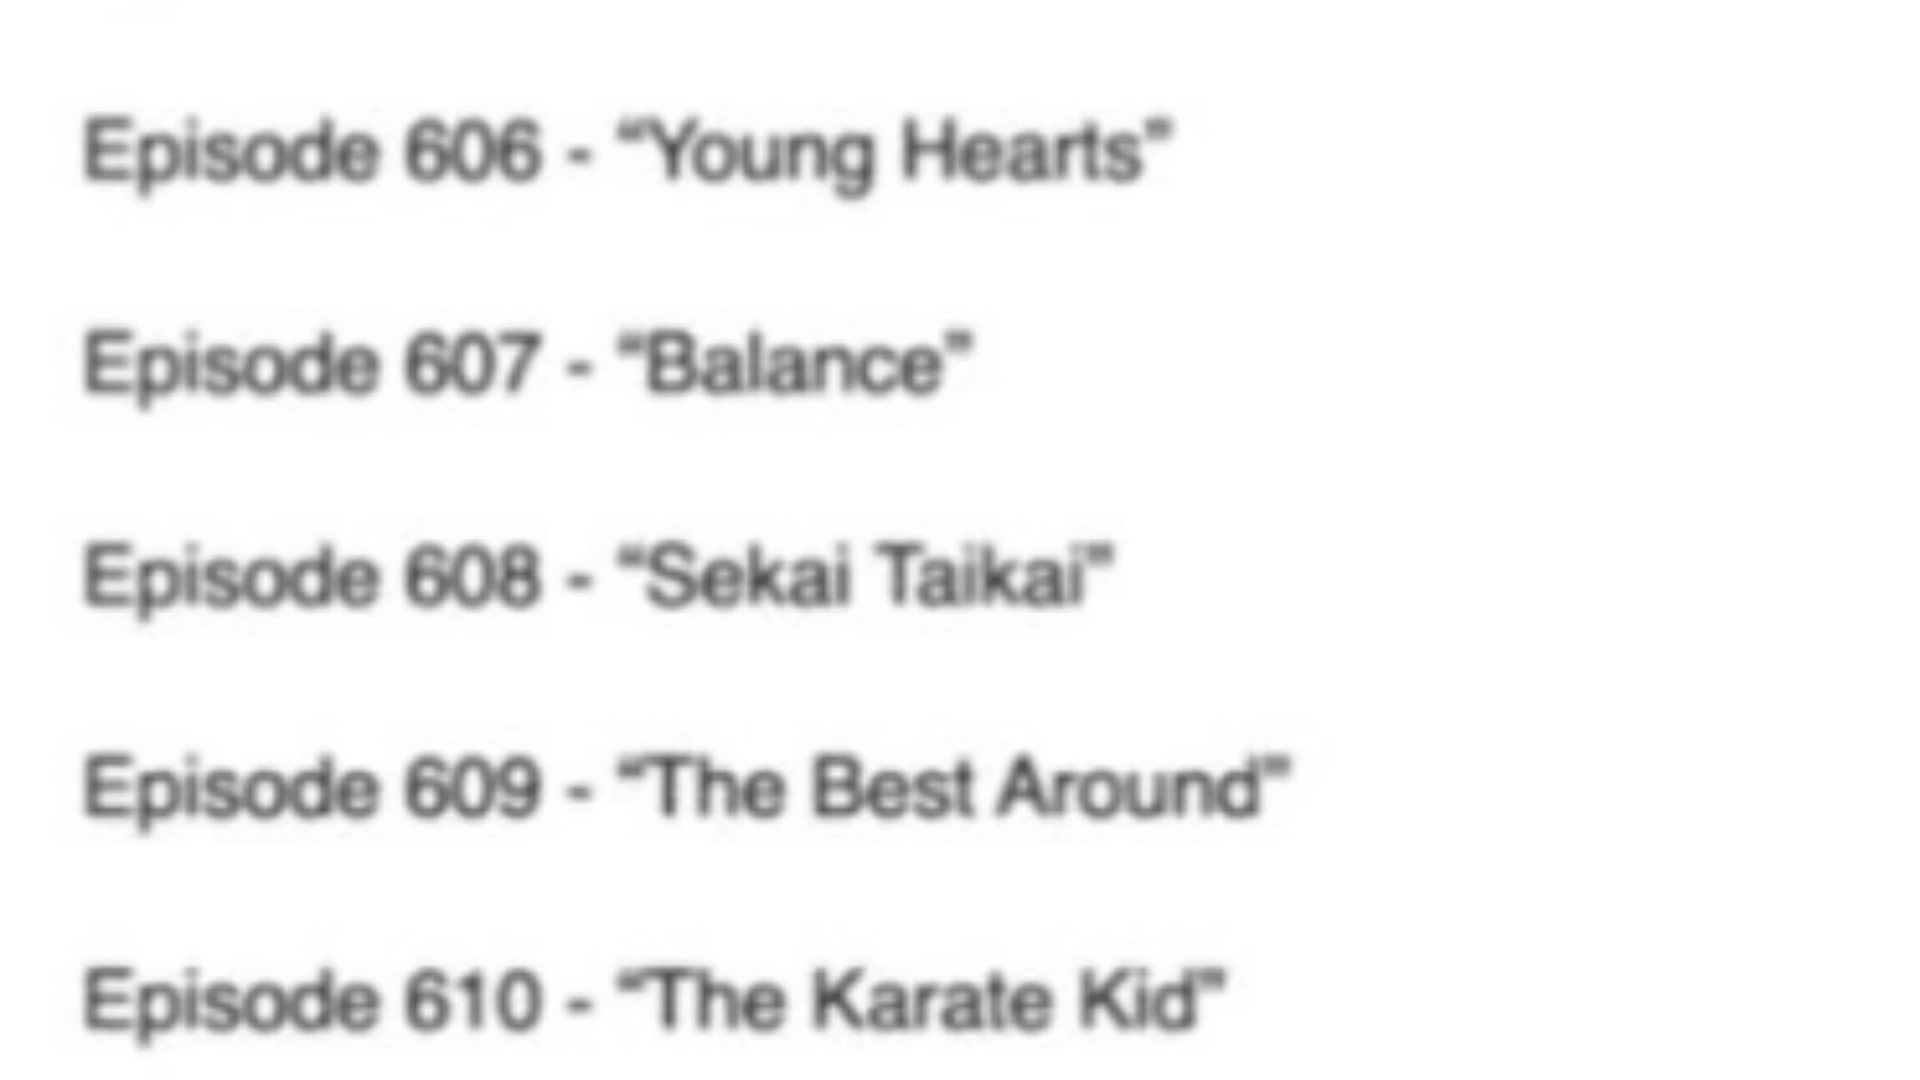 Episode 606 - “Young Hearts”
Episode 607 - “Balance”
Episode 608 - “Sekai Taikai”
Episode 609 - “The Best Around”
Episode 610 - “The Karate Kid”